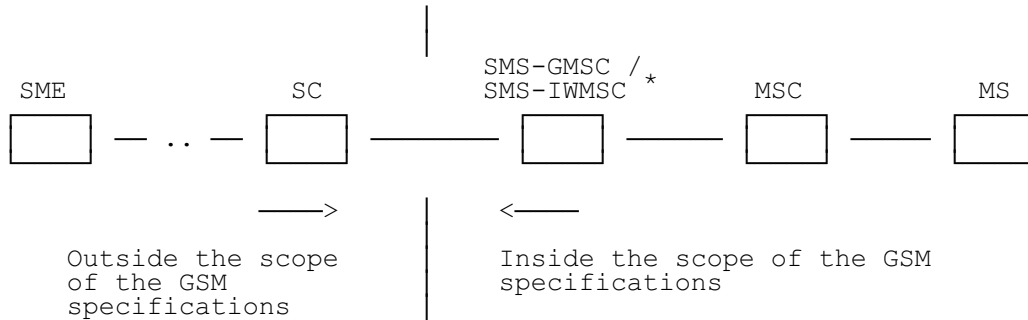 SMS-GMSC /
SME SC SMS-IWMSC * MSC MS
..
Outside the scope
of the GSM
specifications
Inside the scope of the GSM
specifications